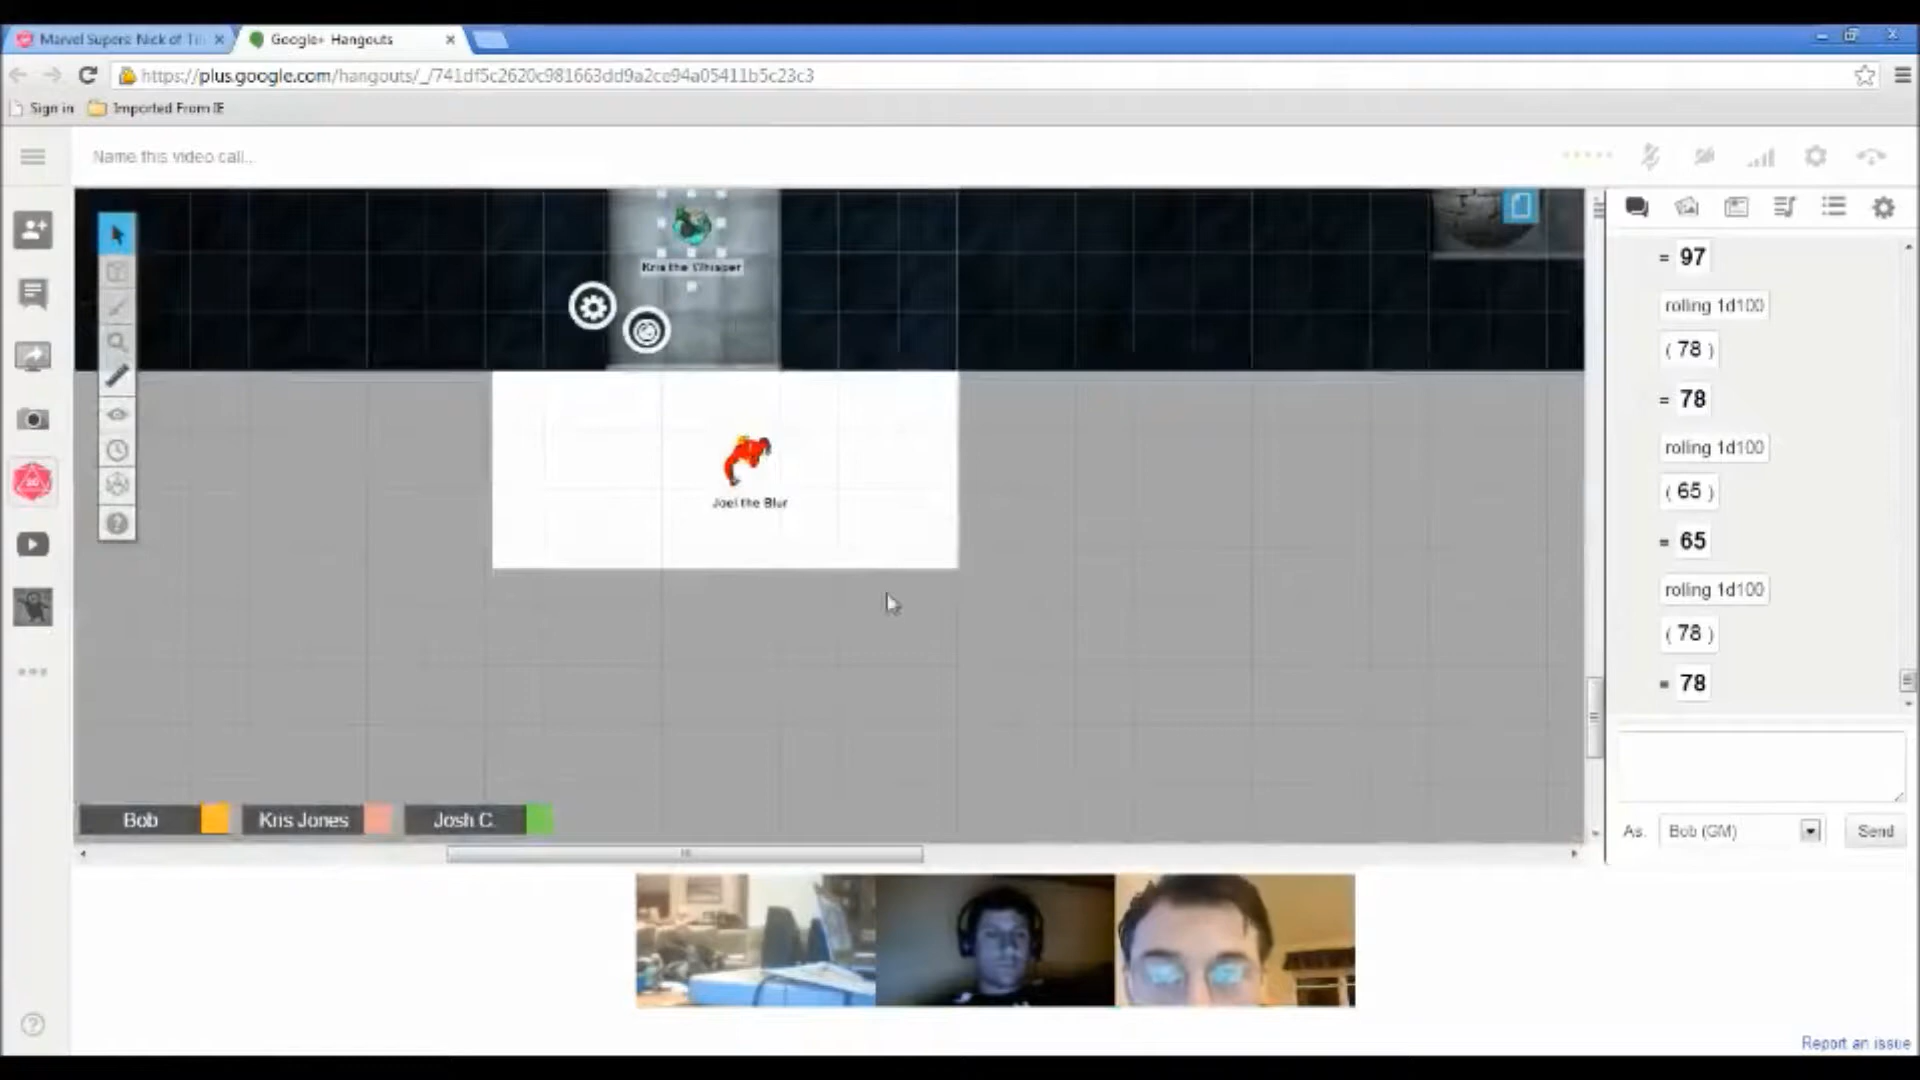 Marvel Supers: Nick of Ti
Google+ Hangouts
https://plus.google.com/hangouts/_/741df5c2620c981663dd9a2ce94a05411b5c23c3
Sign in
Imported From IE
Name this video call...
= 97
rolling 1d100
( 78 )
= 78
rolling 1d100
( 65 )
= 65
rolling 1d100
( 78 )
= 78
Kris the Whisper
Joel the Blur
Bob
Kris Jones
Josh C.
As:
Bob (GM)
Send
Report an issue